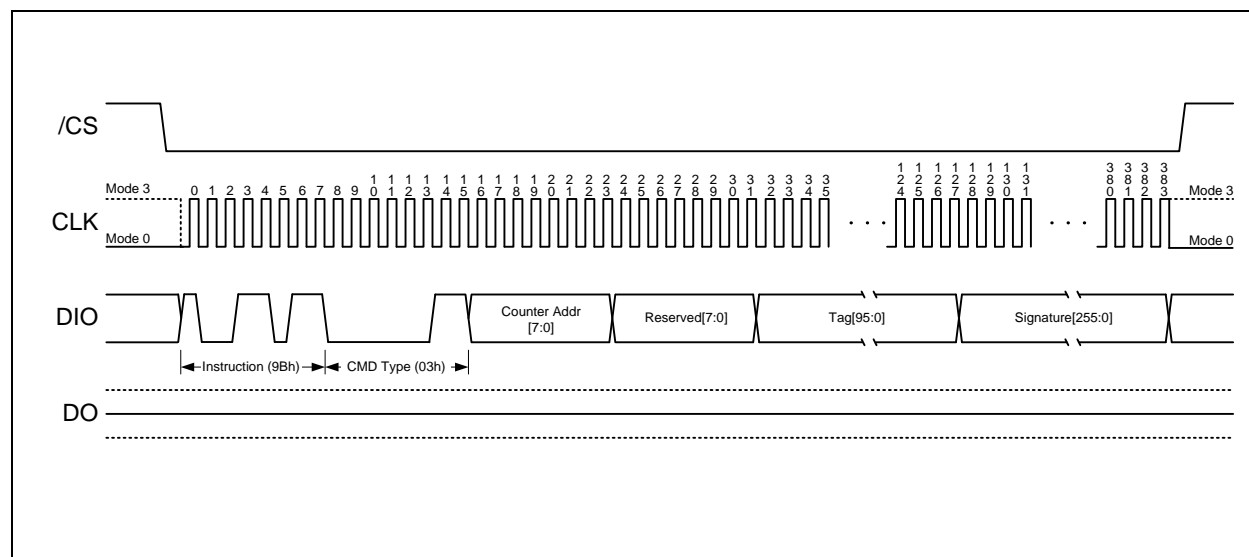 /CS
0 1 2 3 4 5 6 7 8 9 10 11 12 13 14 15 16 17 18 19 20 21 22 23 24 25 26 27 28 29 30 31 32 33 34 35 124 125 126 127 128 129 130 131 380 381 382 383
Mode 3
Mode 3
CLK
Mode 0
Mode 0
DIO
Counter Addr
[7:0]
Reserved[7:0]
Tag[95:0]
Signature[255:0]
Instruction (9Bh)
CMD Type (03h)
DO